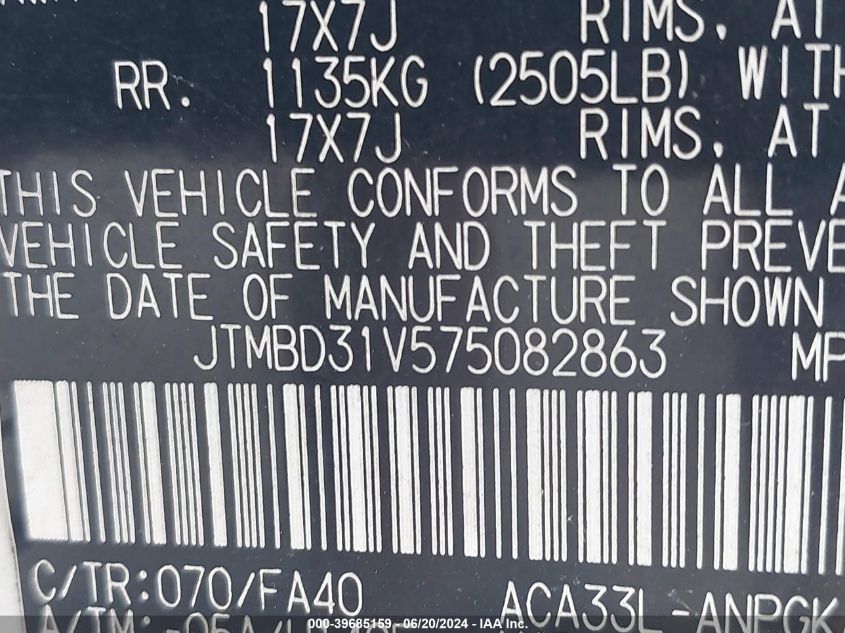 17X7J RIMS, AT
RR. 1135KG (2505LB) WITH
17X7J RIMS, AT
THIS VEHICLE CONFORMS TO ALL A
VEHICLE SAFETY AND THEFT PREVE
THE DATE OF MANUFACTURE SHOWN
JTMBD31V575082863 MP
C/TR:070/FA40 ACA33L-ANPGK
A/TM:
000-39685159 - 06/20/2024 - IAA Inc.